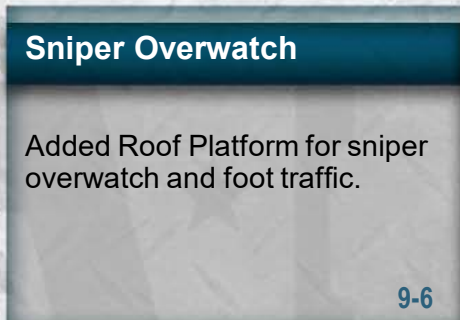 Sniper Overwatch
Added Roof Platform for sniper
overwatch and foot traffic.
9-6